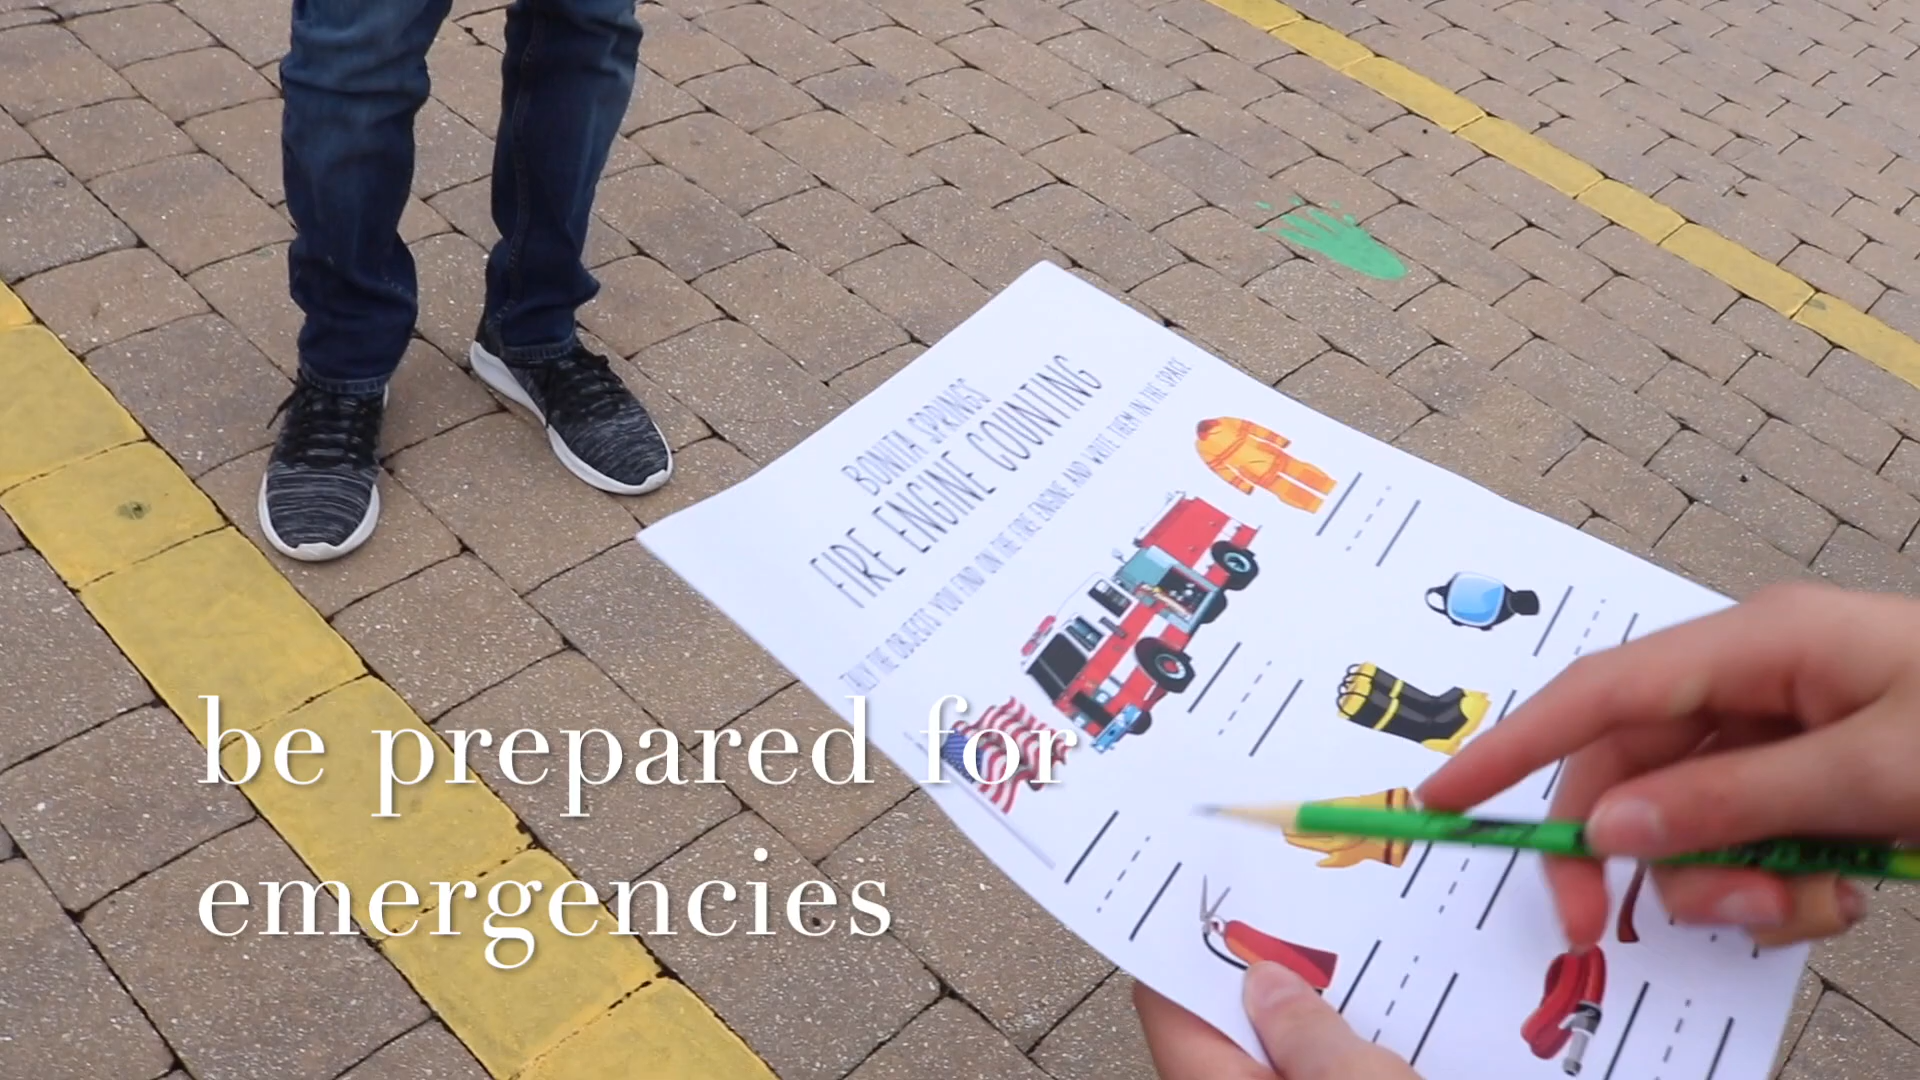 BONITA SPRINGS
FIRE ENGINE COUNTING
TALLY THE OBJECTS YOU FIND ON THE FIRE ENGINE AND WRITE THEM IN THE SPACE.
be prepared for
emergencies